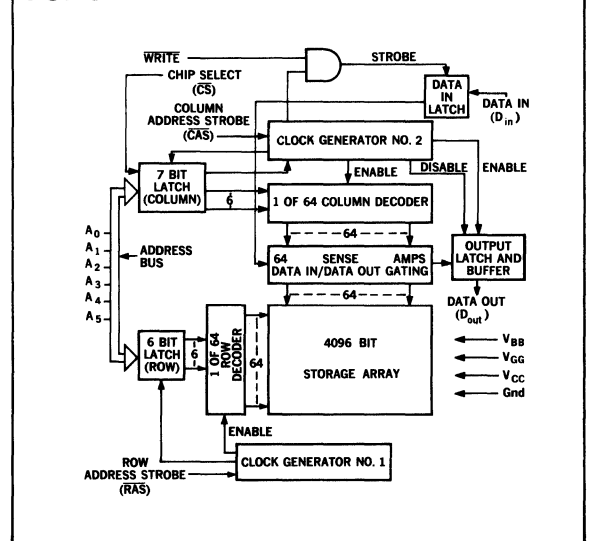 WRITE
STROBE
CHIP SELECT
(CS)
DATA
IN
LATCH
DATA IN
(Din)
COLUMN
ADDRESS STROBE
(CAS)
CLOCK GENERATOR NO. 2
ENABLE
DISABLE
ENABLE
7 BIT
LATCH
(COLUMN)
6
1 OF 64 COLUMN DECODER
64
A0
A1
A2
A3
A4
A5
ADDRESS
BUS
64 SENSE AMPS
DATA IN/DATA OUT GATING
OUTPUT
LATCH AND
BUFFER
64
DATA OUT
(Dout)
6 BIT
LATCH
(ROW)
6
1 OF 64
ROW
DECODER
64
4096 BIT
STORAGE ARRAY
VBB
VGG
VCC
Gnd
ENABLE
ROW
ADDRESS STROBE
(RAS)
CLOCK GENERATOR NO. 1